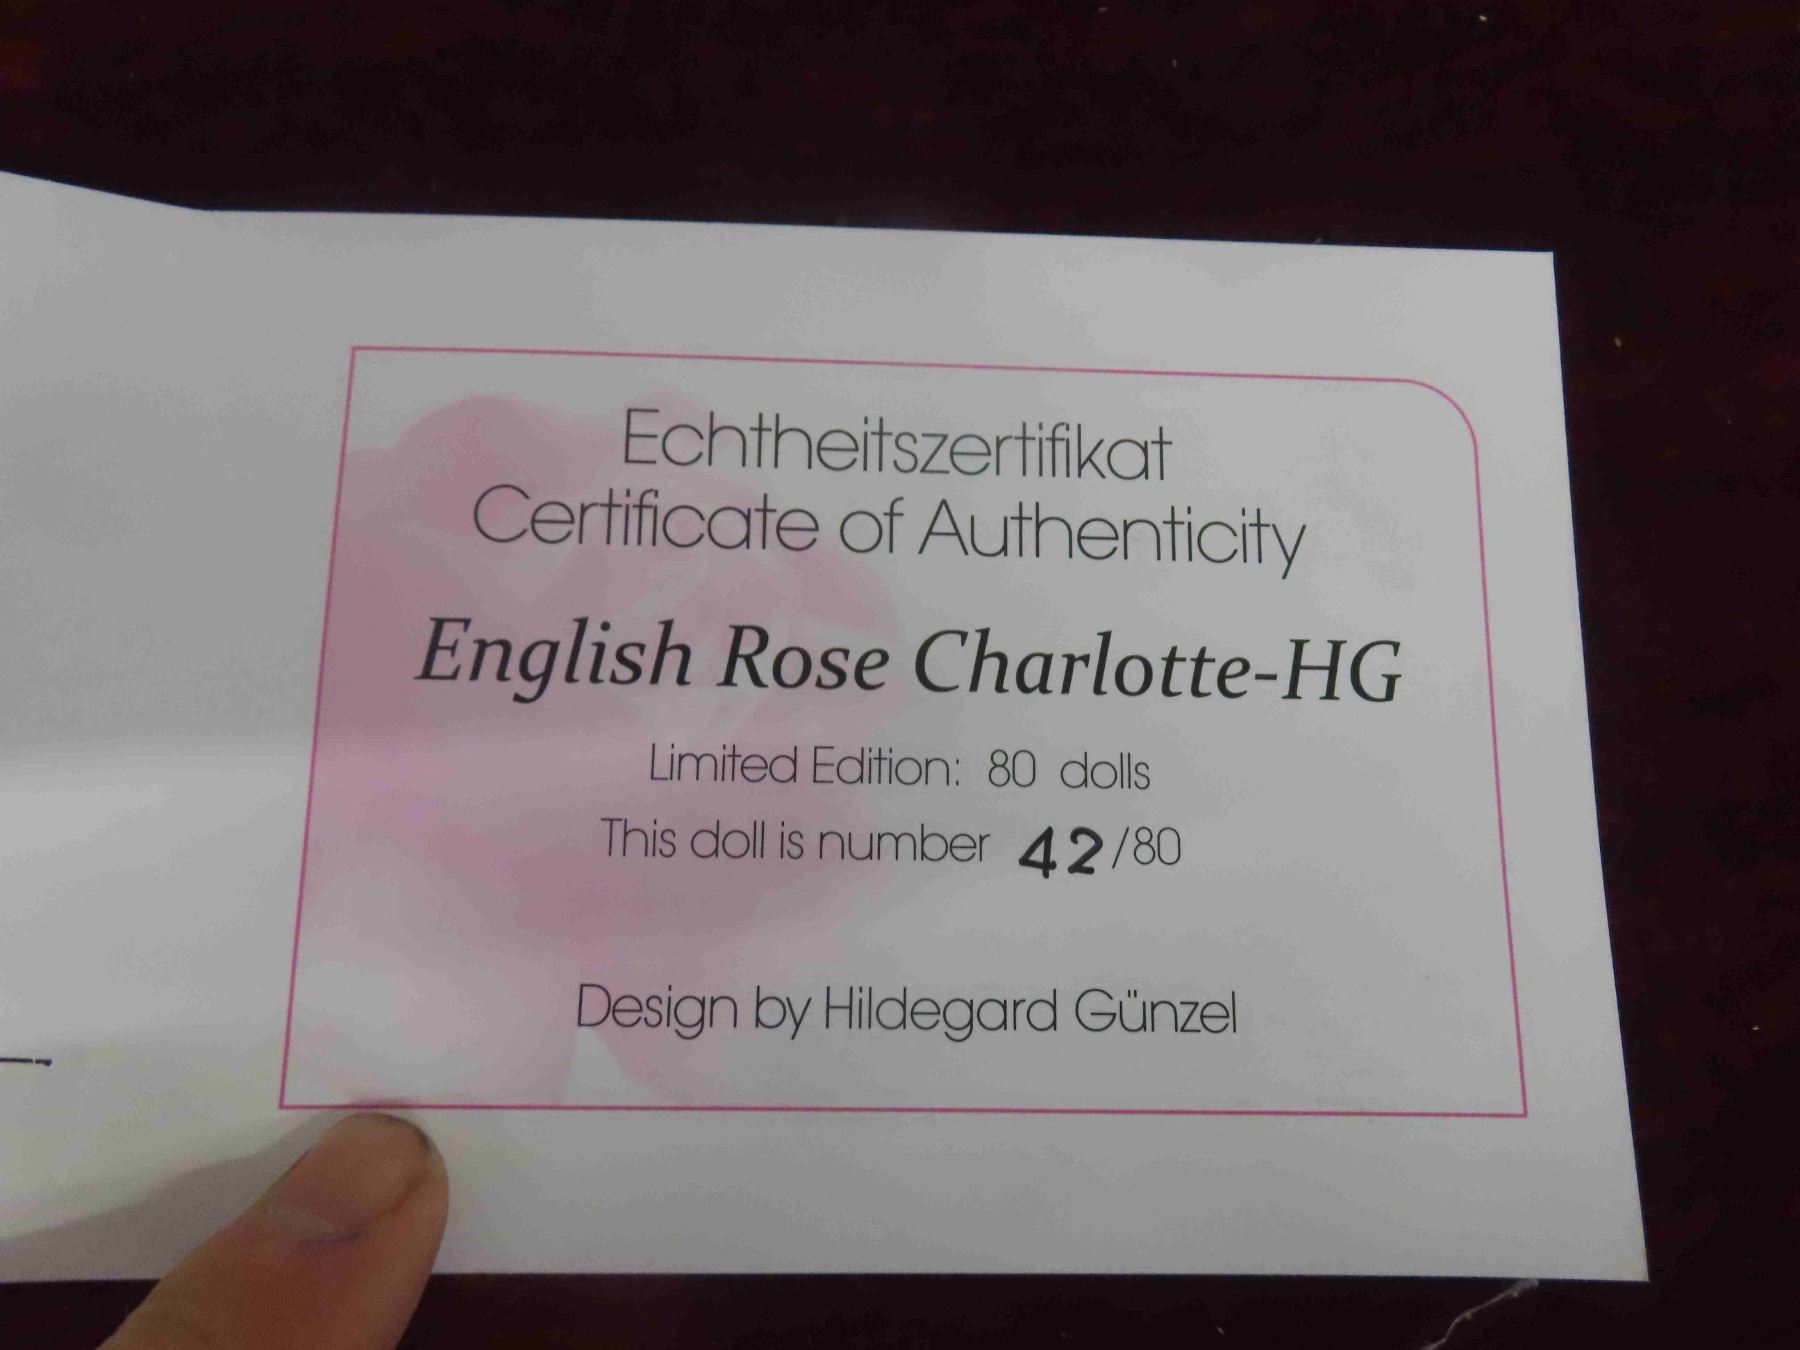 Echtheitszertifikat
Certificate of Authenticity
English Rose Charlotte-HG
Limited Edition: 80 dolls
This doll is number 42/80
Design by Hildegard Günzel